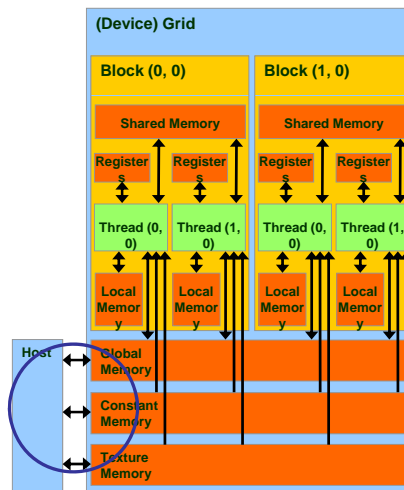 (Device) Grid
Block (0, 0)
Block (1, 0)
Shared Memory
Shared Memory
Register
s
Register
s
Register
s
Register
s
Thread (0,
0)
Thread (1,
0)
Thread (0,
0)
Thread (1,
0)
Local
Memor
y
Local
Memor
y
Local
Memor
y
Local
Memor
y
Host
Global
Memory
Constant
Memory
Texture
Memory